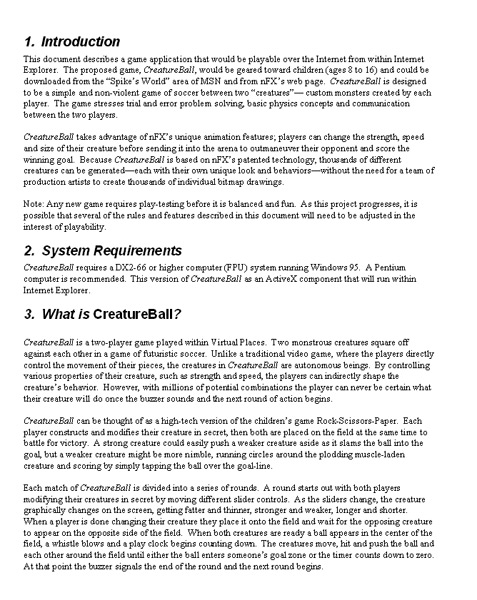 1. Introduction
This document describes a game application that would be playable over the Internet from within Internet
Explorer. The proposed game, CreatureBall, would be geared toward children (ages 8 to 16) and could be
downloaded from the “Spike’s World” area of MSN and from nFX’s web page. CreatureBall is designed
to be a simple and non-violent game of soccer between two “creatures”— custom monsters created by each
player. The game stresses trial and error problem solving, basic physics concepts and communication
between the two players.
CreatureBall takes advantage of nFX’s unique animation features; players can change the strength, speed
and size of their creature before sending it into the arena to outmaneuver their opponent and score the
winning goal. Because CreatureBall is based on nFX’s patented technology, thousands of different
creatures can be generated—each with their own unique look and behaviors—without the need for a team of
production artists to create thousands of individual bitmap drawings.
Note: Any new game requires play-testing before it is balanced and fun. As this project progresses, it is
possible that several of the rules and features described in this document will need to be adjusted in the
interest of playability.
2. System Requirements
CreatureBall requires a DX2-66 or higher computer (FPU) system running Windows 95. A Pentium
computer is recommended. This version of CreatureBall as an ActiveX component that will run within
Internet Explorer.
3. What is CreatureBall?
CreatureBall is a two-player game played within Virtual Places. Two monstrous creatures square off
against each other in a game of futuristic soccer. Unlike a traditional video game, where the players directly
control the movement of their pieces, the creatures in CreatureBall are autonomous beings. By controlling
various properties of their creature, such as strength and speed, the players can indirectly shape the
creature’s behavior. However, with millions of potential combinations the player can never be certain what
their creature will do once the buzzer sounds and the next round of action begins.
CreatureBall can be thought of as a high-tech version of the children’s game Rock-Scissors-Paper. Each
player constructs and modifies their creature in secret, then both are placed on the field at the same time to
battle for victory. A strong creature could easily push a weaker creature aside as it slams the ball into the
goal, but a weaker creature might be more nimble, running circles around the plodding muscle-laden
creature and scoring by simply tapping the ball over the goal-line.
Each match of CreatureBall is divided into a series of rounds. A round starts out with both players
modifying their creatures in secret by moving different slider controls. As the sliders change, the creature
graphically changes on the screen, getting fatter and thinner, stronger and weaker, longer and shorter.
When a player is done changing their creature they place it onto the field and wait for the opposing creature
to appear on the opposite side of the field. When both creatures are ready a ball appears in the center of the
field, a whistle blows and a play clock begins counting down. The creatures move, hit and push the ball and
each other around the field until either the ball enters someone’s goal zone or the timer counts down to zero.
At that point the buzzer signals the end of the round and the next round begins.